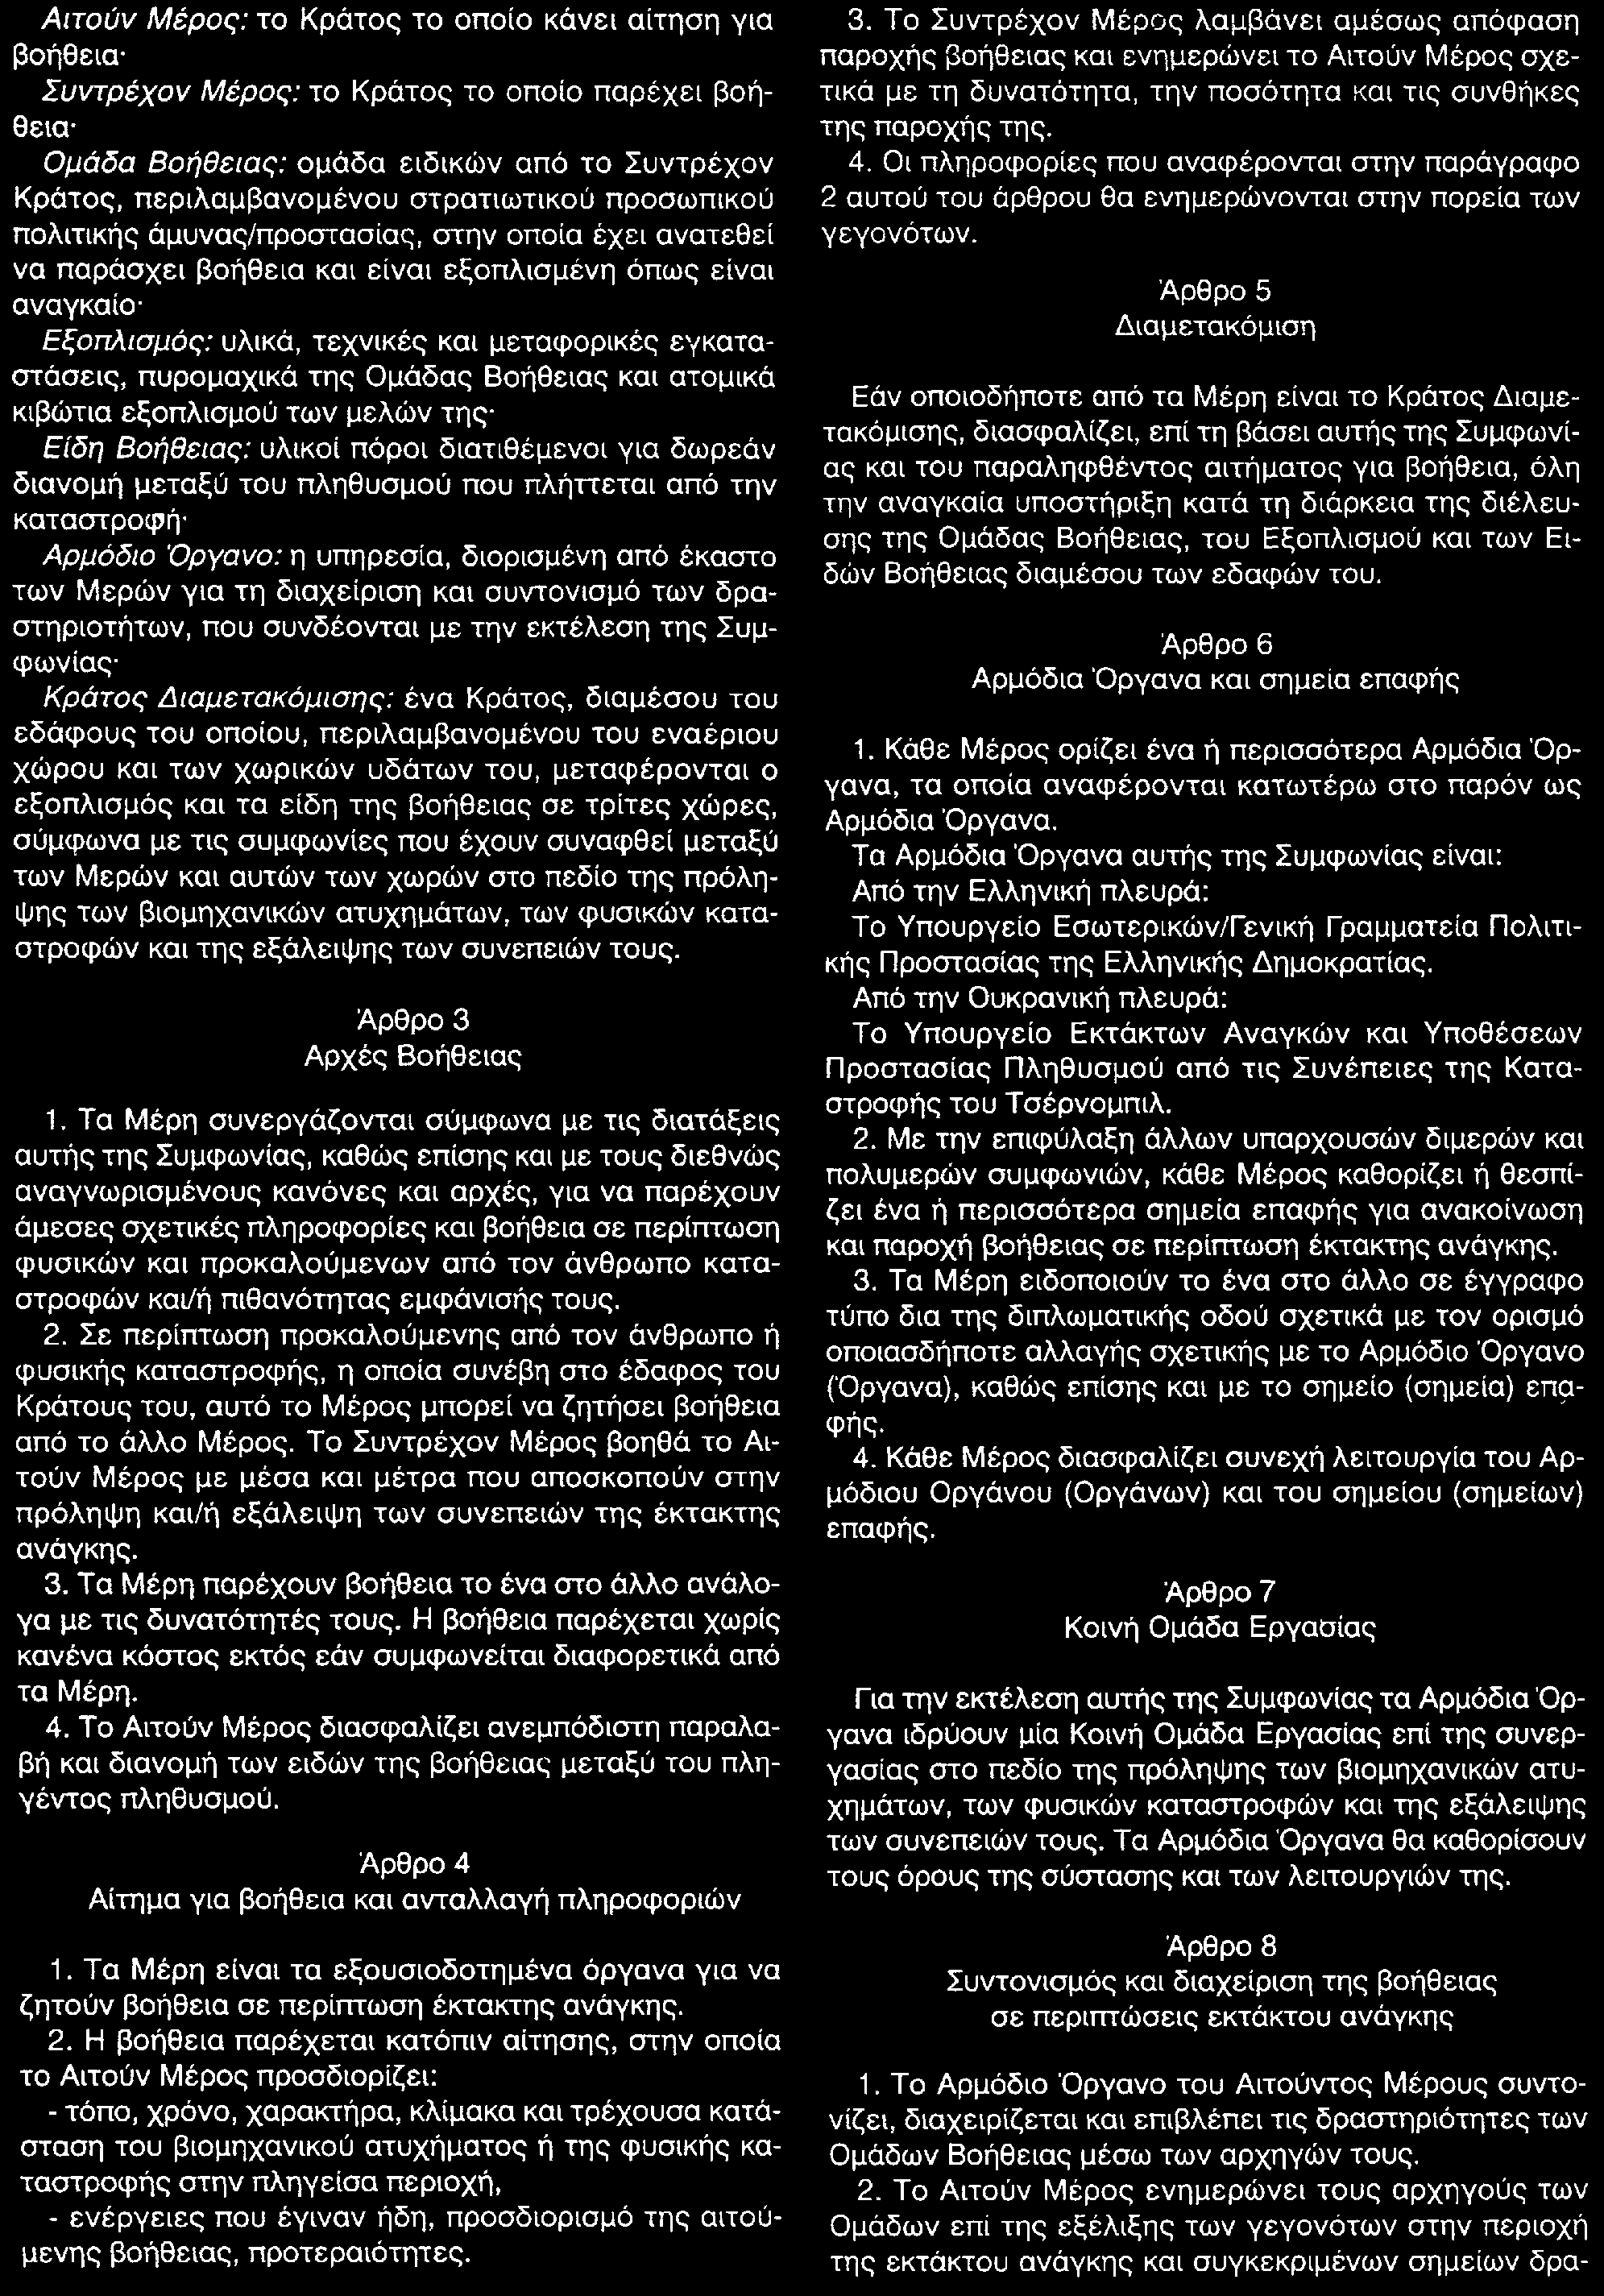 Αιτούν Μέρος: το Κράτος το οποίο κάνει αίτηση για
βοήθεια·
Συντρέχον Μέρος: το Κράτος το οποίο παρέχει βοή-
θεια·
Ομάδα Βοήθειας: ομάδα ειδικών από το Συντρέχον
Κράτος, περιλαμβανομένου στρατιωτικού προσωπικού
πολιτικής άμυνας/προστασίας, στην οποία έχει ανατεθεί
να παράσχει βοήθεια και είναι εξοπλισμένη όπως είναι
αναγκαίο·
Εξοπλισμός: υλικά, τεχνικές και μεταφορικές εγκατα-
στάσεις, πυρομαχικά της Ομάδας Βοήθειας και ατομικά
κιβώτια εξοπλισμού των μελών της·
Είδη Βοήθειας: υλικοί πόροι διατιθέμενοι για δωρεάν
διανομή μεταξύ του πληθυσμού που πλήττεται από την
καταστροφή·
Αρμόδιο Όργανο: η υπηρεσία, διορισμένη από έκαστο
των Μερών για τη διαχείριση και συντονισμό των δρα-
στηριοτήτων, που συνδέονται με την εκτέλεση της Συμ-
φωνίας·
Κράτος Διαμετακόμισης: ένα Κράτος, διαμέσου του
εδάφους του οποίου, περιλαμβανομένου του εναέριου
χώρου και των χωρικών υδάτων του, μεταφέρονται ο
εξοπλισμός και τα είδη της βοήθειας σε τρίτες χώρες,
σύμφωνα με τις συμφωνίες που έχουν συναφθεί μεταξύ
των Μερών και αυτών των χωρών στο πεδίο της πρόλη-
ψης των βιομηχανικών ατυχημάτων, των φυσικών κατα-
στροφών και της εξάλειψης των συνεπειών τους.
Άρθρο 3
Αρχές Βοήθειας
1. Τα Μέρη συνεργάζονται σύμφωνα με τις διατάξεις
αυτής της Συμφωνίας, καθώς επίσης και με τους διεθνώς
αναγνωρισμένους κανόνες και αρχές, για να παρέχουν
άμεσες σχετικές πληροφορίες και βοήθεια σε περίπτωση
φυσικών και προκαλούμενων από τον άνθρωπο κατα-
στροφών και/ή πιθανότητας εμφάνισής τους.
2. Σε περίπτωση προκαλούμενης από τον άνθρωπο ή
φυσικής καταστροφής, η οποία συνέβη στο έδαφος του
Κράτους του, αυτό το Μέρος μπορεί να ζητήσει βοήθεια
από το άλλο Μέρος. Το Συντρέχον Μέρος βοηθά το Αι-
τούν Μέρος με μέσα και μέτρα που αποσκοπούν στην
πρόληψη και/ή εξάλειψη των συνεπειών της έκτακτης
ανάγκης.
3. Τα Μέρη παρέχουν βοήθεια το ένα στο άλλο ανάλο-
γα με τις δυνατότητές τους. Η βοήθεια παρέχεται χωρίς
κανένα κόστος εκτός εάν συμφωνείται διαφορετικά από
τα Μέρη.
4. Το Αιτούν Μέρος διασφαλίζει ανεμπόδιστη παραλα-
βή και διανομή των ειδών της βοήθειας μεταξύ του πλη-
γέντος πληθυσμού.
Άρθρο 4
Αίτημα για βοήθεια και ανταλλαγή πληροφοριών
1. Τα Μέρη είναι τα εξουσιοδοτημένα όργανα για να
ζητούν βοήθεια σε περίπτωση έκτακτης ανάγκης.
2. Η βοήθεια παρέχεται κατόπιν αίτησης, στην οποία
το Αιτούν Μέρος προσδιορίζει:
- τόπο, χρόνο, χαρακτήρα, κλίμακα και τρέχουσα κατά-
σταση του βιομηχανικού ατυχήματος ή της φυσικής κα-
ταστροφής στην πληγείσα περιοχή,
- ενέργειες που έγιναν ήδη, προσδιορισμό της αιτού-
μενης βοήθειας, προτεραιότητες.
3. Το Συντρέχον Μέρος λαμβάνει αμέσως απόφαση
παροχής βοήθειας και ενημερώνει το Αιτούν Μέρος σχε-
τικά με τη δυνατότητα, την ποσότητα και τις συνθήκες
της παροχής της.
4. Οι πληροφορίες που αναφέρονται στην παράγραφο
2 αυτού του άρθρου θα ενημερώνονται στην πορεία των
γεγονότων.
Άρθρο 5
Διαμετακόμιση
Εάν οποιοδήποτε από τα Μέρη είναι το Κράτος Διαμε-
τακόμισης, διασφαλίζει, επί τη βάσει αυτής της Συμφωνί-
ας και του παραληφθέντος αιτήματος για βοήθεια, όλη
την αναγκαία υποστήριξη κατά τη διάρκεια της διέλευ-
σης της Ομάδας Βοήθειας, του Εξοπλισμού και των Ει-
δών Βοήθειας διαμέσου των εδαφών του.
Άρθρο 6
Αρμόδια Όργανα και σημεία επαφής
1. Κάθε Μέρος ορίζει ένα ή περισσότερα Αρμόδια Όρ-
γανα, τα οποία αναφέρονται κατωτέρω στο παρόν ως
Αρμόδια Όργανα.
Τα Αρμόδια Όργανα αυτής της Συμφωνίας είναι:
Από την Ελληνική πλευρά:
Το Υπουργείο Εσωτερικών/Γενική Γραμματεία Πολιτι-
κής Προστασίας της Ελληνικής Δημοκρατίας.
Από την Ουκρανική πλευρά:
Το Υπουργείο Εκτάκτων Αναγκών και Υποθέσεων
Προστασίας Πληθυσμού από τις Συνέπειες της Κατα-
στροφής του Τσέρνομπιλ.
2. Με την επιφύλαξη άλλων υπαρχουσών διμερών και
πολυμερών συμφωνιών, κάθε Μέρος καθορίζει ή θεσπί-
ζει ένα ή περισσότερα σημεία επαφής για ανακοίνωση
και παροχή βοήθειας σε περίπτωση έκτακτης ανάγκης.
3. Τα Μέρη ειδοποιούν το ένα στο άλλο σε έγγραφο
τύπο δια της διπλωματικής οδού σχετικά με τον ορισμό
οποιασδήποτε αλλαγής σχετικής με το Αρμόδιο Όργανο
(Όργανα), καθώς επίσης και με το σημείο (σημεία) επα-
φής.
4. Κάθε Μέρος διασφαλίζει συνεχή λειτουργία του Αρ-
μόδιου Οργάνου (Οργάνων) και του σημείου (σημείων)
επαφής.
Άρθρο 7
Κοινή Ομάδα Εργασίας
Για την εκτέλεση αυτής της Συμφωνίας τα Αρμόδια Όρ-
γανα ιδρύουν μία Κοινή Ομάδα Εργασίας επί της συνερ-
γασίας στο πεδίο της πρόληψης των βιομηχανικών ατυ-
χημάτων, των φυσικών καταστροφών και της εξάλειψης
των συνεπειών τους. Τα Αρμόδια Όργανα θα καθορίσουν
τους όρους της σύστασης και των λειτουργιών της.
Άρθρο 8
Συντονισμός και διαχείριση της βοήθειας
σε περιπτώσεις εκτάκτου ανάγκης
1. Το Αρμόδιο Όργανο του Αιτούντος Μέρους συντο-
νίζει, διαχειρίζεται και επιβλέπει τις δραστηριότητες των
Ομάδων Βοήθειας μέσω των αρχηγών τους.
2. Το Αιτούν Μέρος ενημερώνει τους αρχηγούς των
Ομάδων επί της εξέλιξης των γεγονότων στην περιοχή
της εκτάκτου ανάγκης και συγκεκριμένων σημείων δρα-